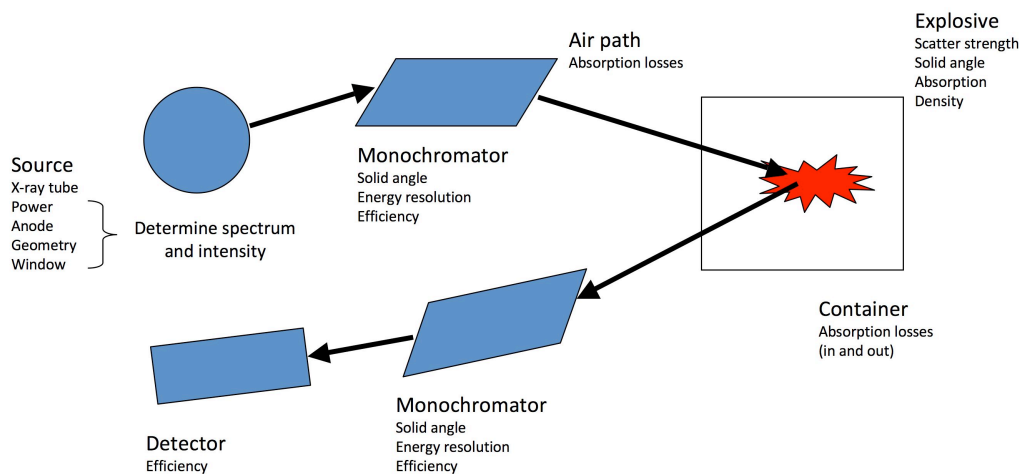 Source
X-ray tube
Power
Anode
Geometry
Window
Determine spectrum
and intensity
Monochromator
Solid angle
Energy resolution
Efficiency
Air path
Absorption losses
Explosive
Scatter strength
Solid angle
Absorption
Density
Container
Absorption losses
(in and out)
Monochromator
Solid angle
Energy resolution
Efficiency
Detector
Efficiency